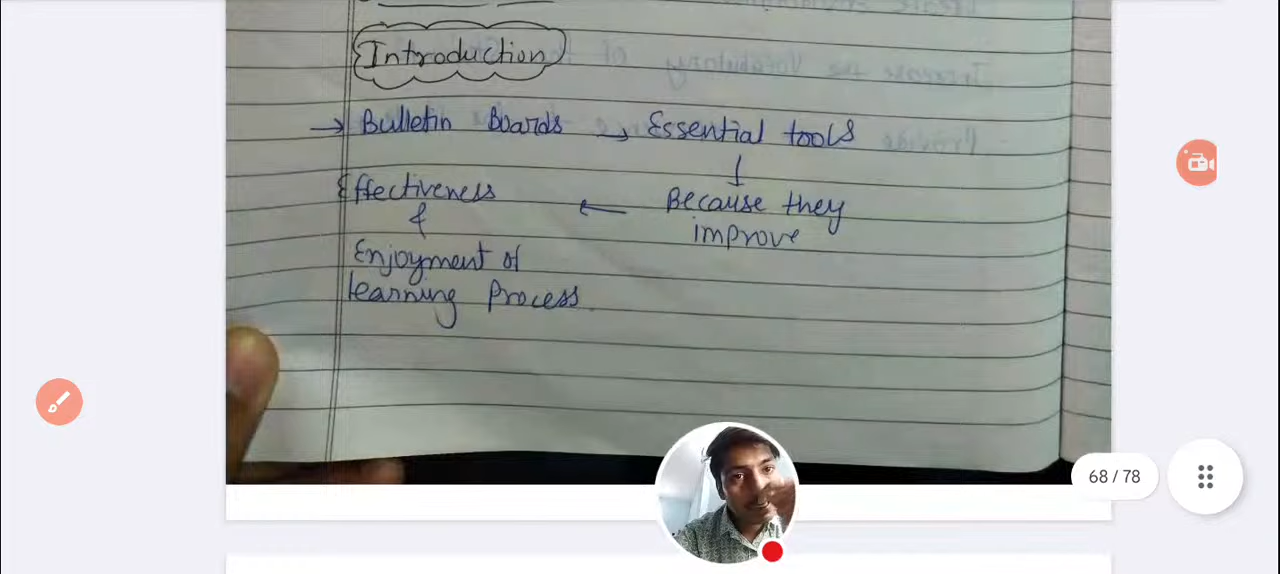 Introduction
→ Bulletin Boards → Essential tools
↓
Effectiveness ← Because they
& improve
Enjoyment of
learning Process.
68 / 78